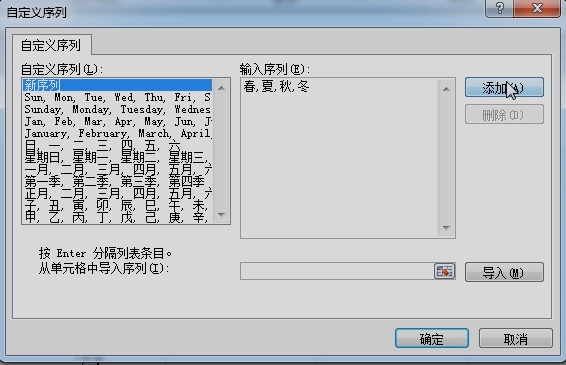 自定义序列
自定义序列
自定义序列(L):
新序列
Sun, Mon, Tue, Wed, Thu, Fri, S
Sunday, Monday, Tuesday, Wednes
Jan, Feb, Mar, Apr, May, Jun, J
January, February, March, April
日, 一, 二, 三, 四, 五, 六
星期日, 星期一, 星期二, 星期三,
一月, 二月, 三月, 四月, 五月, 六
第一季, 第二季, 第三季, 第四季
正月, 二月, 三月, 四月, 五月, 六
子, 丑, 寅, 卯, 辰, 巳, 午, 未,
甲, 乙, 丙, 丁, 戊, 己, 庚, 辛,
输入序列(E):
春,夏,秋,冬
添加(A)
删除(D)
按 Enter 分隔列表条目。
从单元格中导入序列(I):
导入(M)
确定
取消